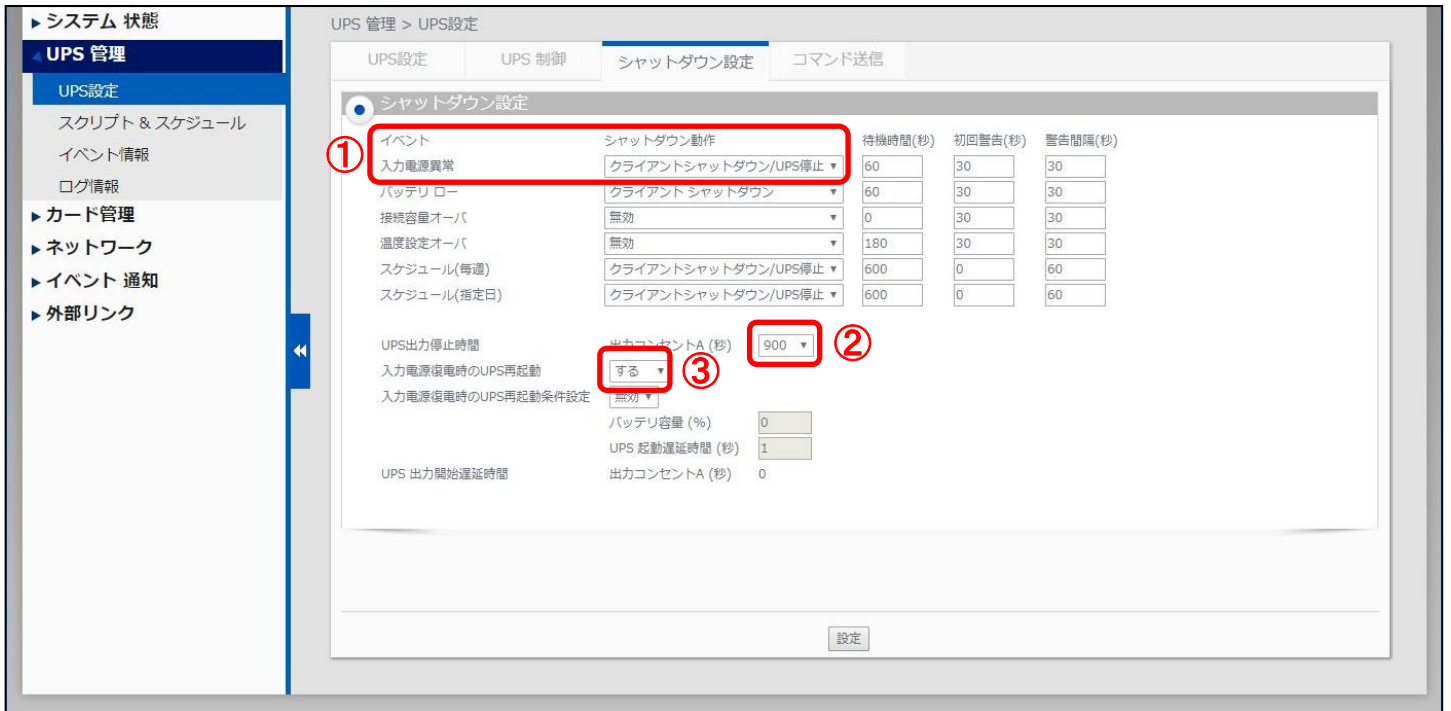 システム 状態
UPS 管理
UPS設定
スクリプト & スケジュール
イベント情報
ログ情報
カード管理
ネットワーク
イベント 通知
外部リンク
UPS 管理 > UPS設定
UPS設定 UPS 制御 シャットダウン設定 コマンド送信
シャットダウン設定
① イベント シャットダウン動作 待機時間(秒) 初回警告(秒) 警告間隔(秒)
入力電源異常 クライアントシャットダウン/UPS停止 60 30 30
バッテリ ロー クライアント シャットダウン 60 30 30
接続容量オーバ 無効 0 30 30
温度設定オーバ 無効 180 30 30
スケジュール(毎週) クライアントシャットダウン/UPS停止 600 0 60
スケジュール(指定日) クライアントシャットダウン/UPS停止 600 0 60
UPS出力停止時間 出力コンセントA (秒) 900 ②
入力電源復電時のUPS再起動 する ③
入力電源復電時のUPS再起動条件設定 無効
バッテリ容量 (%) 0
UPS 起動遅延時間 (秒) 1
UPS 出力開始遅延時間 出力コンセントA (秒) 0
設定